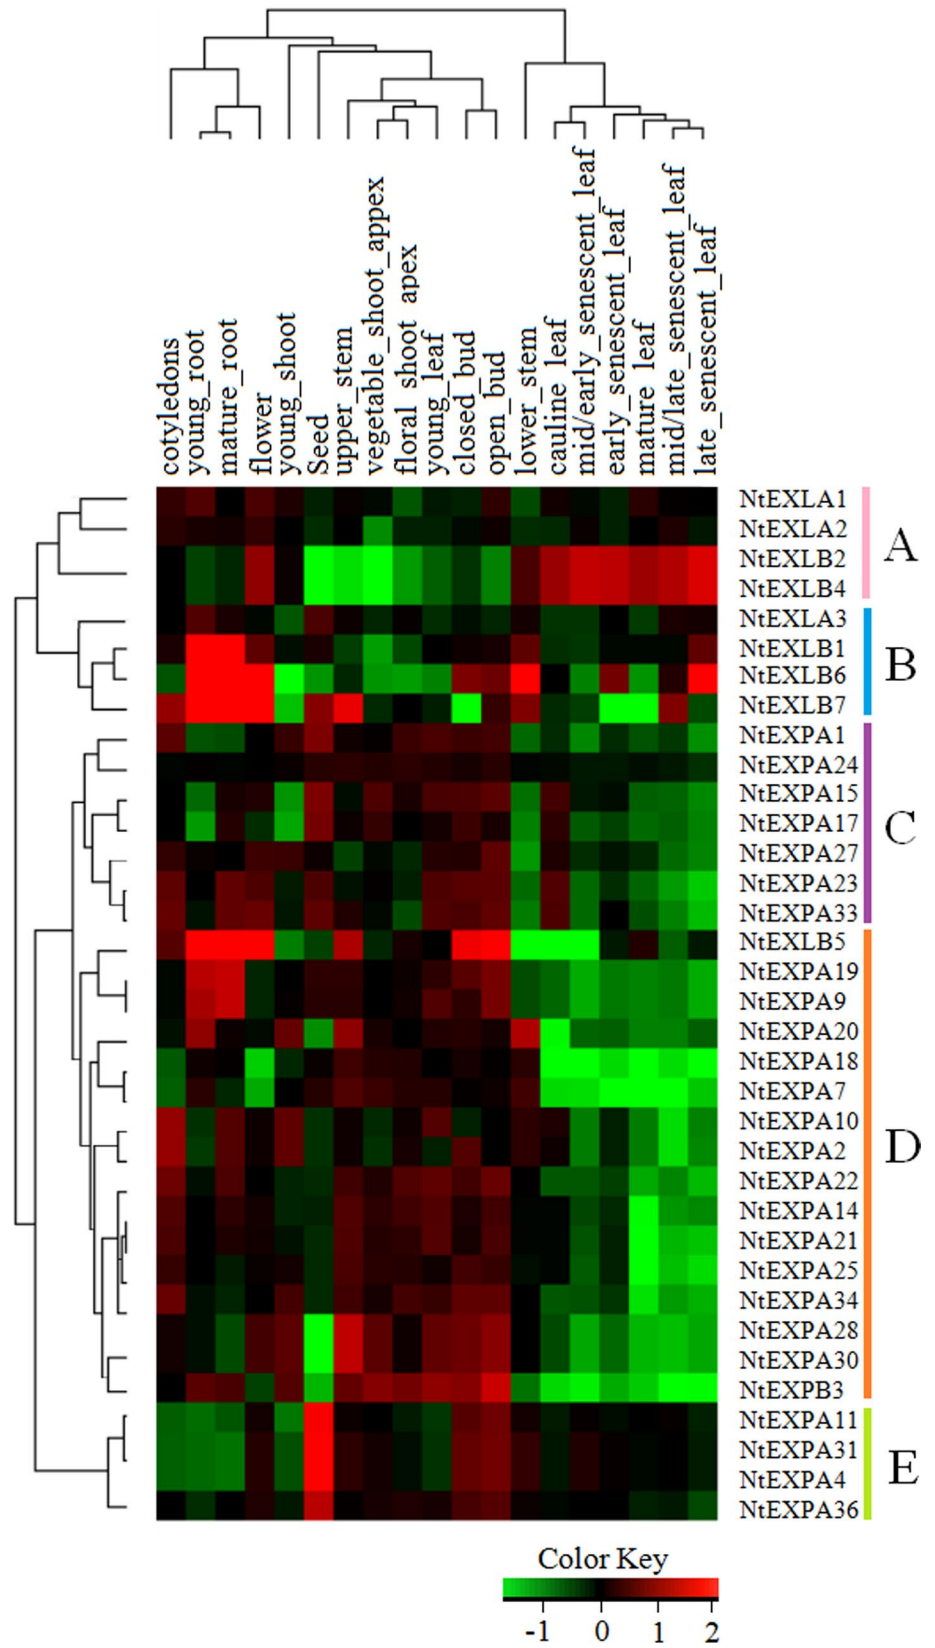 cotyledons
young_root
mature_root
flower
young_shoot
Seed
upper_stem
vegetable_shoot_appex
floral_shoot_apex
young_leaf
closed_bud
open_bud
lower_stem
cauline_leaf
mid/early_senescent_leaf
early_senescent_leaf
mature_leaf
mid/late_senescent_leaf
late_senescent_leaf
NtEXLA1
NtEXLA2
NtEXLB2
NtEXLB4
A
NtEXLA3
NtEXLB1
NtEXLB6
NtEXLB7
B
NtEXPA1
NtEXPA24
NtEXPA15
NtEXPA17
NtEXPA27
NtEXPA23
NtEXPA33
C
NtEXLB5
NtEXPA19
NtEXPA9
NtEXPA20
NtEXPA18
NtEXPA7
NtEXPA10
NtEXPA2
NtEXPA22
NtEXPA14
NtEXPA21
NtEXPA25
NtEXPA34
NtEXPA28
NtEXPA30
NtEXPB3
D
NtEXPA11
NtEXPA31
NtEXPA4
NtEXPA36
E
Color Key
-1 0 1 2